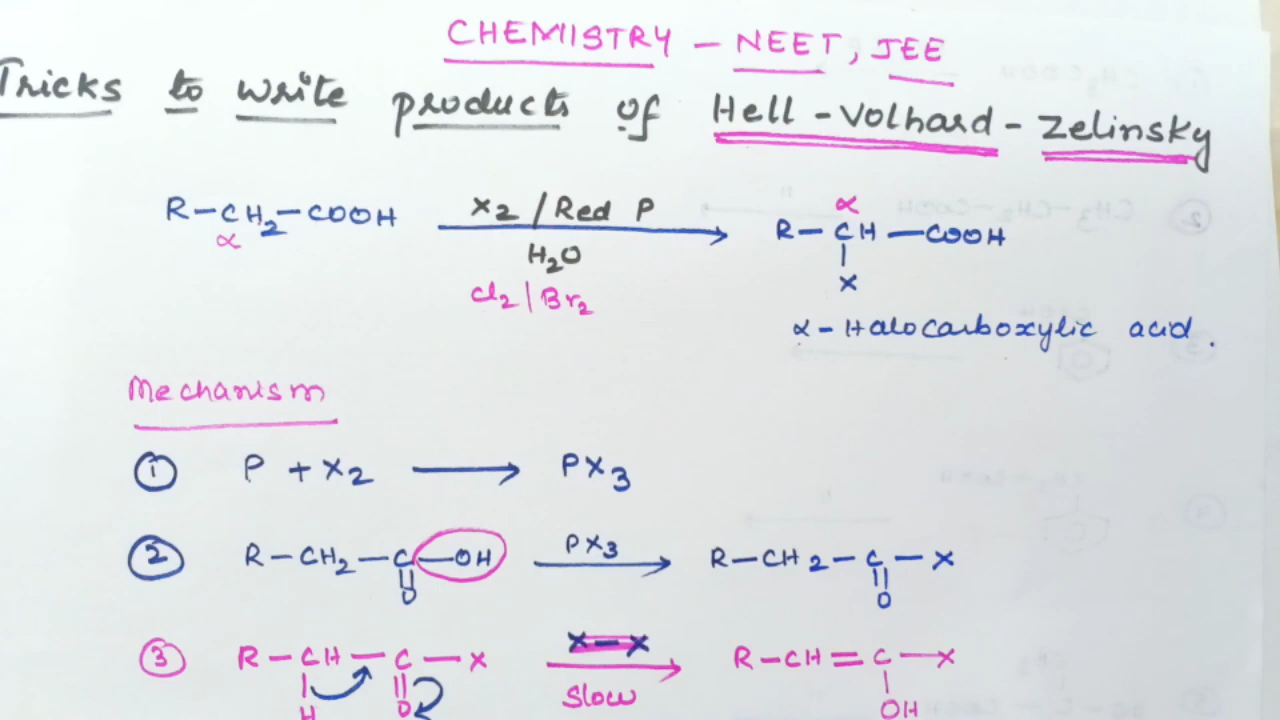 CHEMISTRY - NEET, JEE
Tricks to write products of Hell - Volhard - Zelinsky
R-CH₂-COOH X₂ / Red P H₂O Cl₂ | Br₂ → R-CH-COOH
α α
X
α - Halocarboxylic acid.
Mechanism
① P + X₂ → PX₃
② R-CH₂-C-OH PX₃ → R-CH₂-C-X
O O
③ R-CH-C-X X-X Slow → R-CH=C-X
H O OH